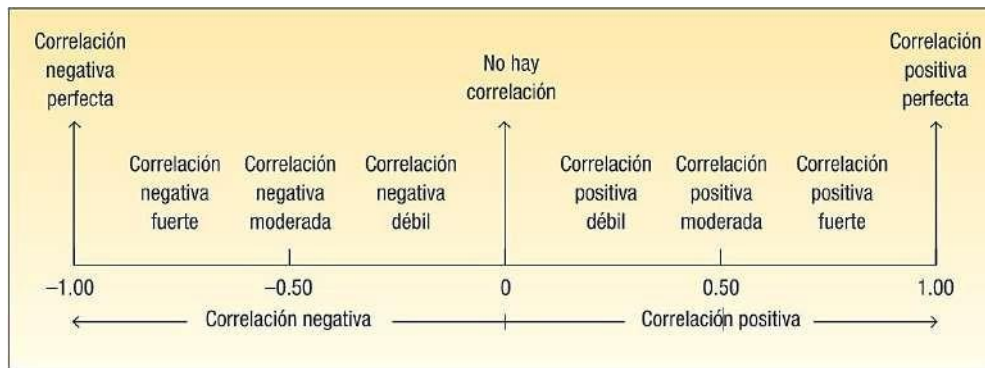 Correlación
negativa
perfecta
No hay
correlación
Correlación
positiva
perfecta
Correlación
negativa
fuerte
Correlación
negativa
moderada
Correlación
negativa
débil
Correlación
positiva
débil
Correlación
positiva
moderada
Correlación
positiva
fuerte
−1.00
−0.50
0
0.50
1.00
Correlación negativa
Correlación positiva